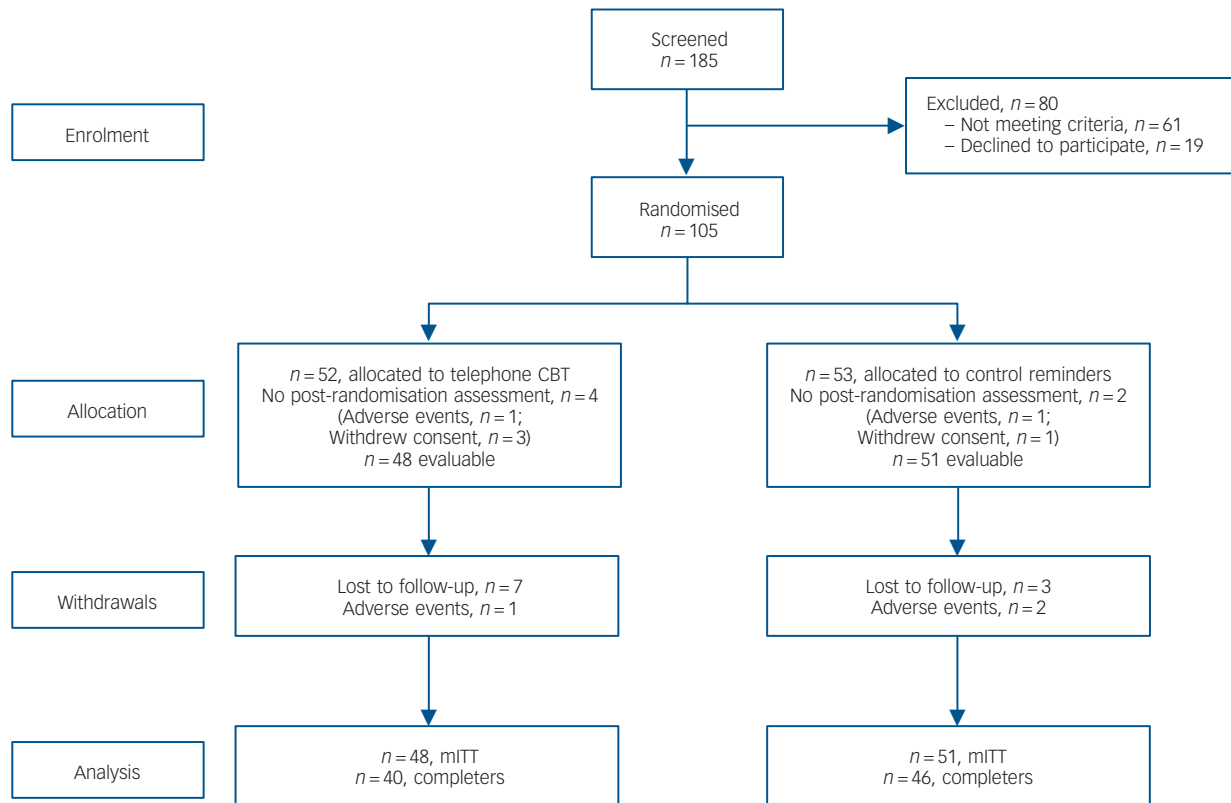 Screened
n = 185
Enrolment
Excluded, n = 80
– Not meeting criteria, n = 61
– Declined to participate, n = 19
Randomised
n = 105
Allocation
n = 52, allocated to telephone CBT
No post-randomisation assessment, n = 4
(Adverse events, n = 1;
Withdrew consent, n = 3)
n = 48 evaluable
n = 53, allocated to control reminders
No post-randomisation assessment, n = 2
(Adverse events, n = 1;
Withdrew consent, n = 1)
n = 51 evaluable
Withdrawals
Lost to follow-up, n = 7
Adverse events, n = 1
Lost to follow-up, n = 3
Adverse events, n = 2
Analysis
n = 48, mITT
n = 40, completers
n = 51, mITT
n = 46, completers